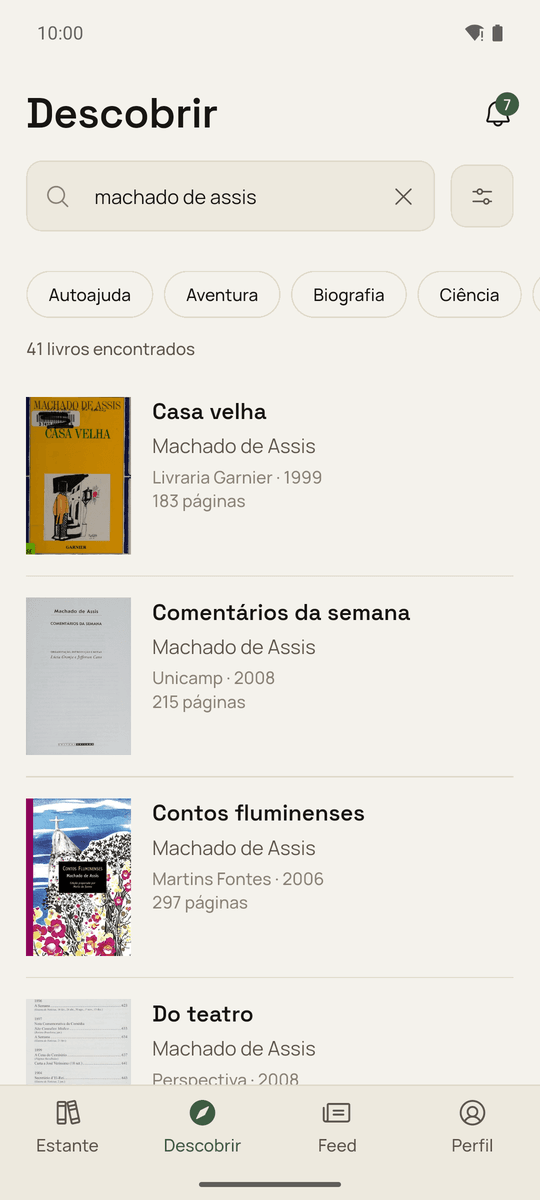 10:00
Descobrir
7
machado de assis
Autoajuda
Aventura
Biografia
Ciência
41 livros encontrados
MACHADO DE ASSIS
CASA VELHA
GARNIER
Casa velha
Machado de Assis
Livraria Garnier · 1999
183 páginas
Machado de Assis
COMENTÁRIOS DA SEMANA
Comentários da semana
Machado de Assis
Unicamp · 2008
215 páginas
CONTOS FLUMINENSES
Machado de Assis
Contos fluminenses
Machado de Assis
Martins Fontes · 2006
297 páginas
Do teatro
Machado de Assis
Perspectiva · 2008
Estante
Descobrir
Feed
Perfil